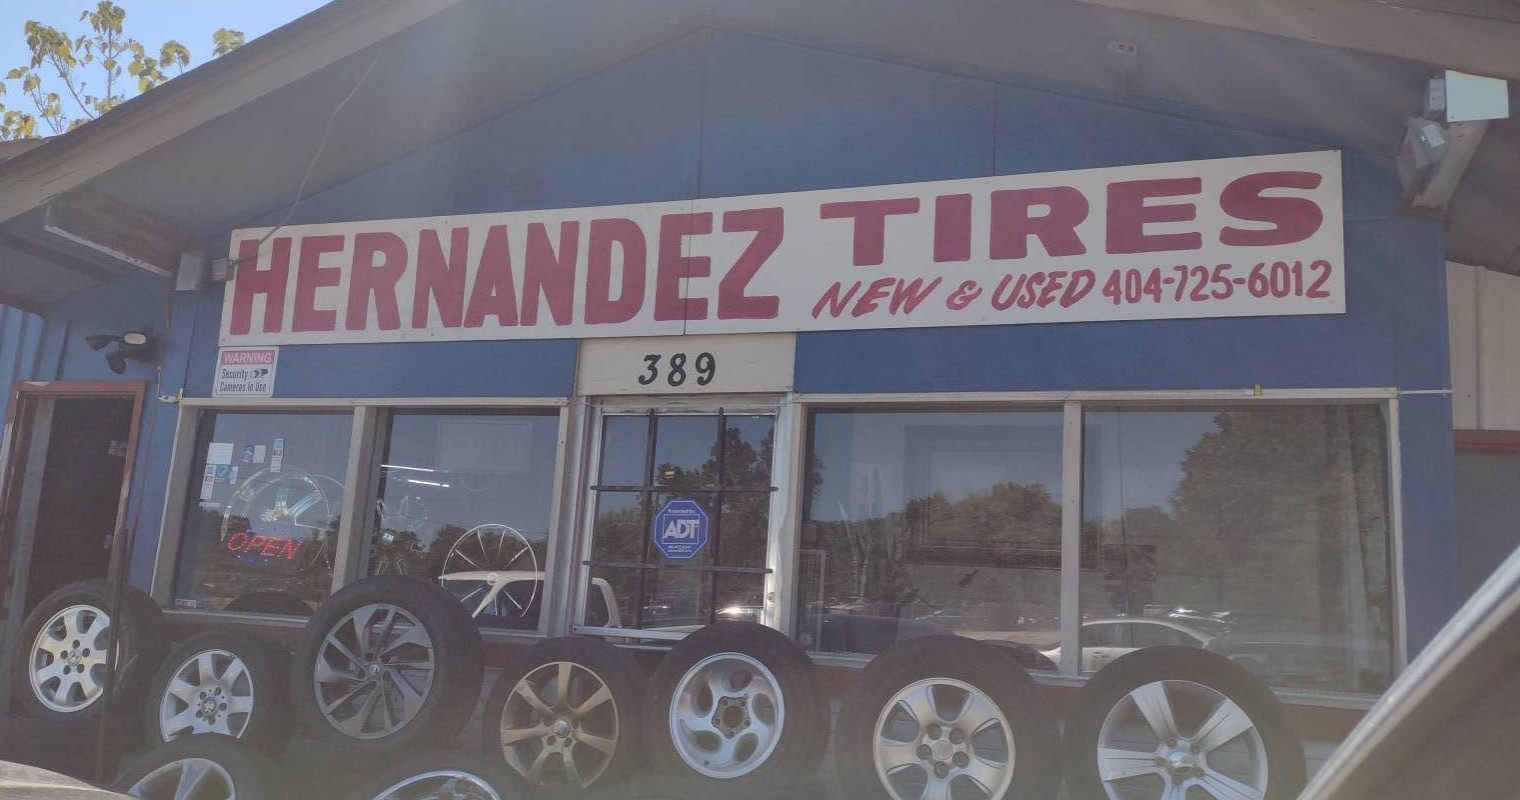 HERNANDEZ TIRES
NEW & USED 404-725-6012
WARNING
Security
Cameras In Use
389
OPEN
ADT